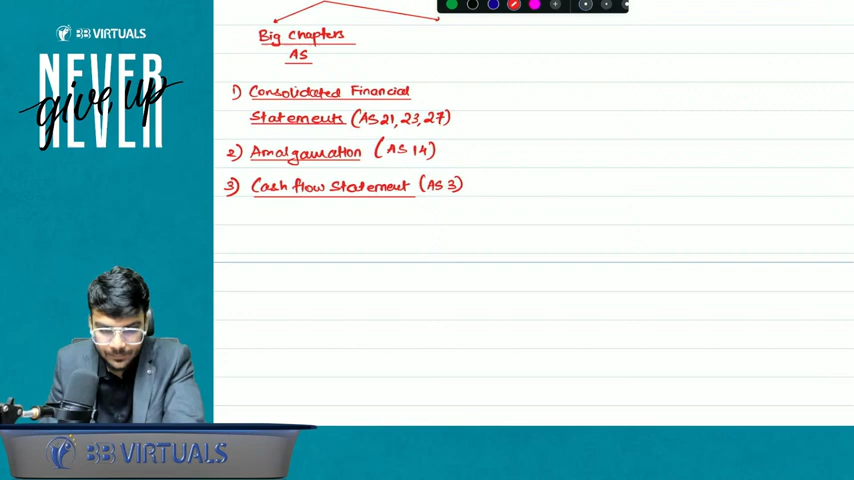 BB VIRTUALS
NEVER
give up
NEVER
Big Chapters
AS
1) Consolidated Financial
Statements (AS 21, 23, 27)
2) Amalgamation (AS 14)
3) Cash flow Statement (AS 3)
BB VIRTUALS